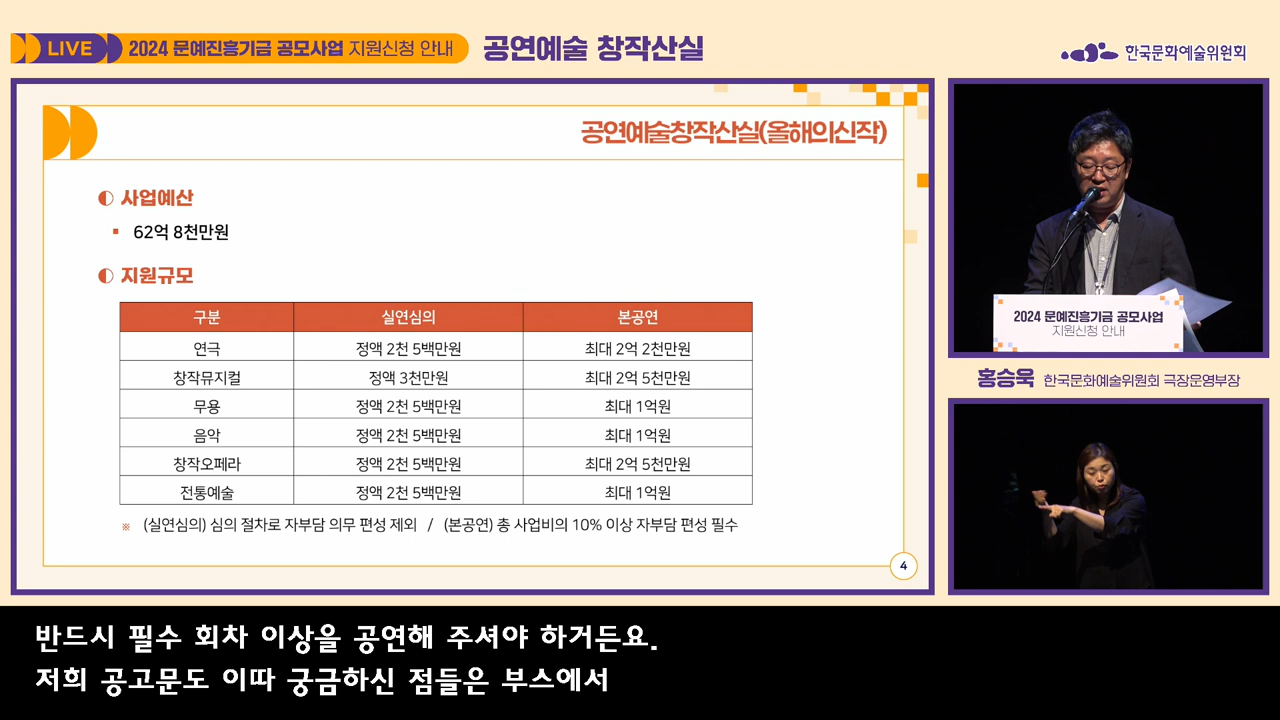 LIVE 2024 문예진흥기금 공모사업 지원신청 안내 공연예술 창작산실
한국문화예술위원회
공연예술창작산실(올해의신작)
사업예산
62억 8천만원
지원규모
구분 실연심의 본공연
연극 정액 2천 5백만원 최대 2억 2천만원
창작뮤지컬 정액 3천만원 최대 2억 5천만원
무용 정액 2천 5백만원 최대 1억원
음악 정액 2천 5백만원 최대 1억원
창작오페라 정액 2천 5백만원 최대 2억 5천만원
전통예술 정액 2천 5백만원 최대 1억원
※ (실연심의) 심의 절차로 자부담 의무 편성 제외 / (본공연) 총 사업비의 10% 이상 자부담 편성 필수
4
2024 문예진흥기금 공모사업
지원신청 안내
홍승욱 한국문화예술위원회 극장운영부장
반드시 필수 회차 이상을 공연해 주셔야 하거든요.
저희 공고문도 이따 궁금하신 점들은 부스에서